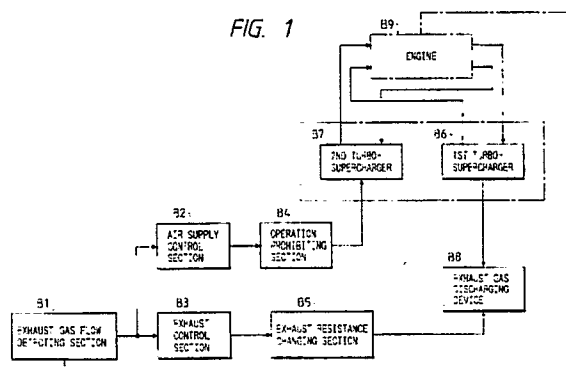 FIG. 1
B9
ENGINE
B7
2ND TURBO-
SUPERCHARGER
B6
1ST TURBO-
SUPERCHARGER
B2
AIR SUPPLY
CONTROL
SECTION
B4
OPERATION
PROHIBITING
SECTION
B8
EXHAUST GAS
DISCHARGING
DEVICE
B1
EXHAUST GAS FLOW
DETECTING SECTION
B3
EXHAUST
CONTROL
SECTION
B5
EXHAUST RESISTANCE
CHANGING SECTION